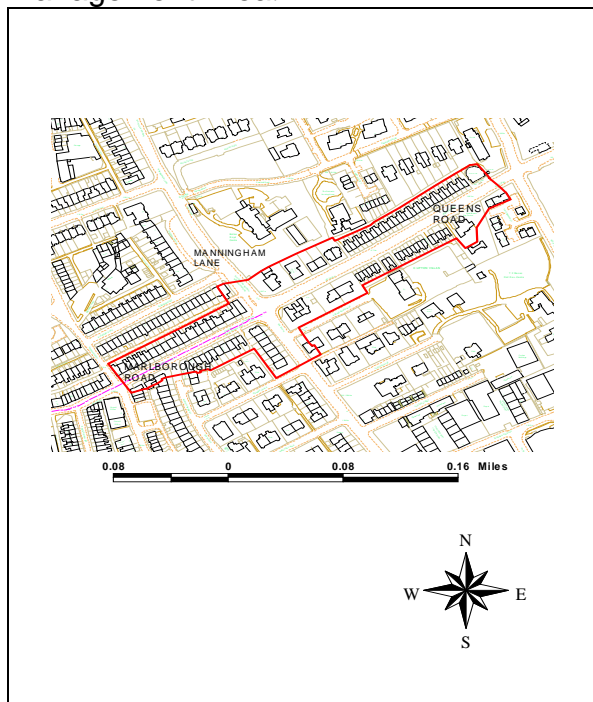 QUEENS
ROAD
MANNINGHAM
LANE
MARLBOROUGH
ROAD
0.08 0 0.08 0.16 Miles
N
W E
S